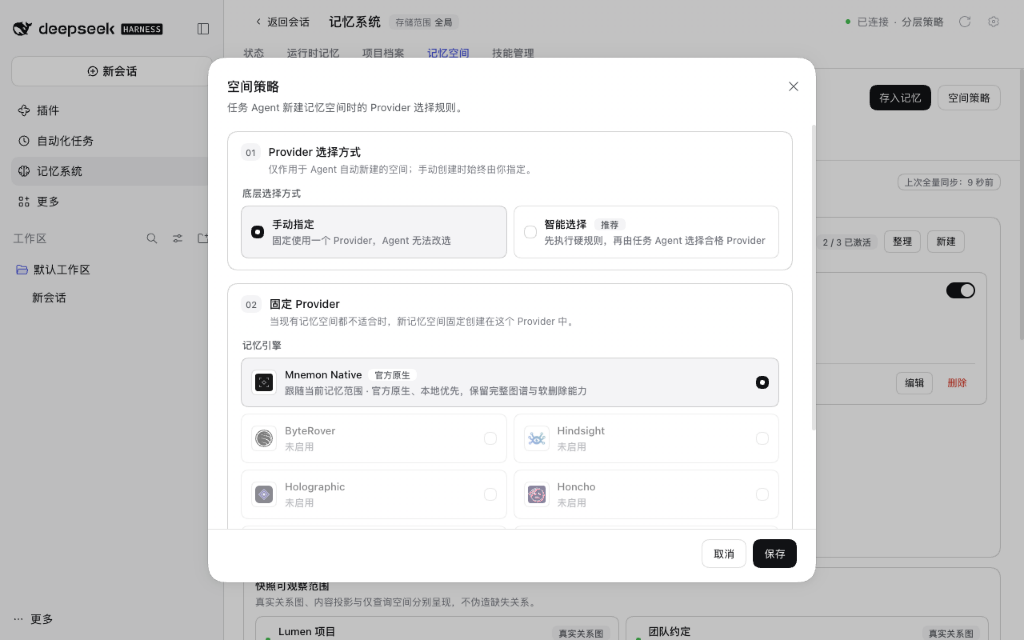 deepseek HARNESS
新会话
插件
自动化任务
记忆系统
更多
工作区
默认工作区
新会话
··· 更多
返回会话
记忆系统
存储范围 全局
已连接 · 分层策略
状态
运行时记忆
项目档案
记忆空间
技能管理
存入记忆
空间策略
上次全量同步：9 秒前
2 / 3 已激活
整理
新建
编辑
删除
空间策略
任务 Agent 新建记忆空间时的 Provider 选择规则。
01 Provider 选择方式
仅作用于 Agent 自动新建的空间；手动创建时始终由你指定。
底层选择方式
手动指定
固定使用一个 Provider，Agent 无法改选
智能选择 推荐
先执行硬规则，再由任务 Agent 选择合格 Provider
02 固定 Provider
当现有记忆空间都不适合时，新记忆空间固定创建在这个 Provider 中。
记忆引擎
Mnemon Native 官方原生
跟随当前记忆范围 · 官方原生、本地优先，保留完整图谱与软删除能力
ByteRover
未启用
Hindsight
未启用
Holographic
未启用
Honcho
未启用
取消
保存
快照可观察范围
真实关系图、内容投影与仅查询空间分别呈现，不伪造缺失关系。
Lumen 项目
真实关系图
团队约定
真实关系图